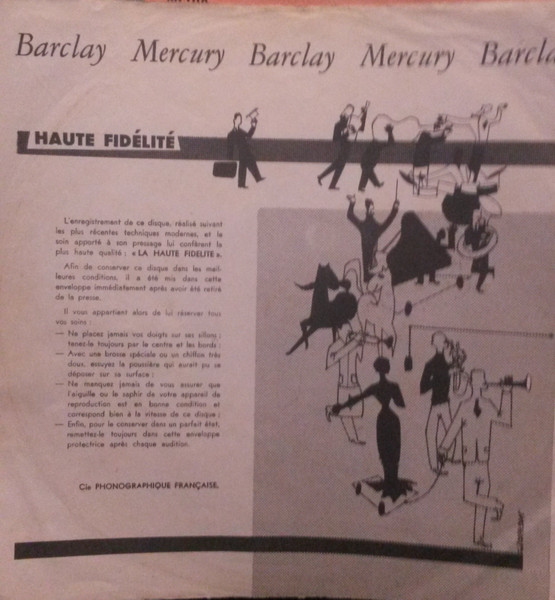 Barclay Mercury Barclay Mercury Barcla
HAUTE FIDÉLITÉ
L'enregistrement de ce disque, réalisé suivant
les plus récentes techniques modernes, et le
soin apporté à son pressage lui confèrent la
plus haute qualité : « LA HAUTE FIDELITE ».
Afin de conserver ce disque dans les meil-
leures conditions, il a été mis dans cette
enveloppe immédiatement après avoir été retiré
de la presse.
Il vous appartient alors de lui réserver tous
vos soins :
— Ne placez jamais vos doigts sur ses sillons :
tenez-le toujours par le centre et les bords ;
— Avec une brosse spéciale ou un chiffon très
doux, essuyez la poussière qui aurait pu se
déposer sur sa surface ;
— Ne manquez jamais de vous assurer que
l'aiguille ou le saphir de votre appareil de
reproduction est en bonne condition et
correspond bien à la vitesse de ce disque ;
— Enfin, pour le conserver dans un parfait état,
remettez-le toujours dans cette enveloppe
protectrice après chaque audition.
Cie PHONOGRAPHIQUE FRANÇAISE.